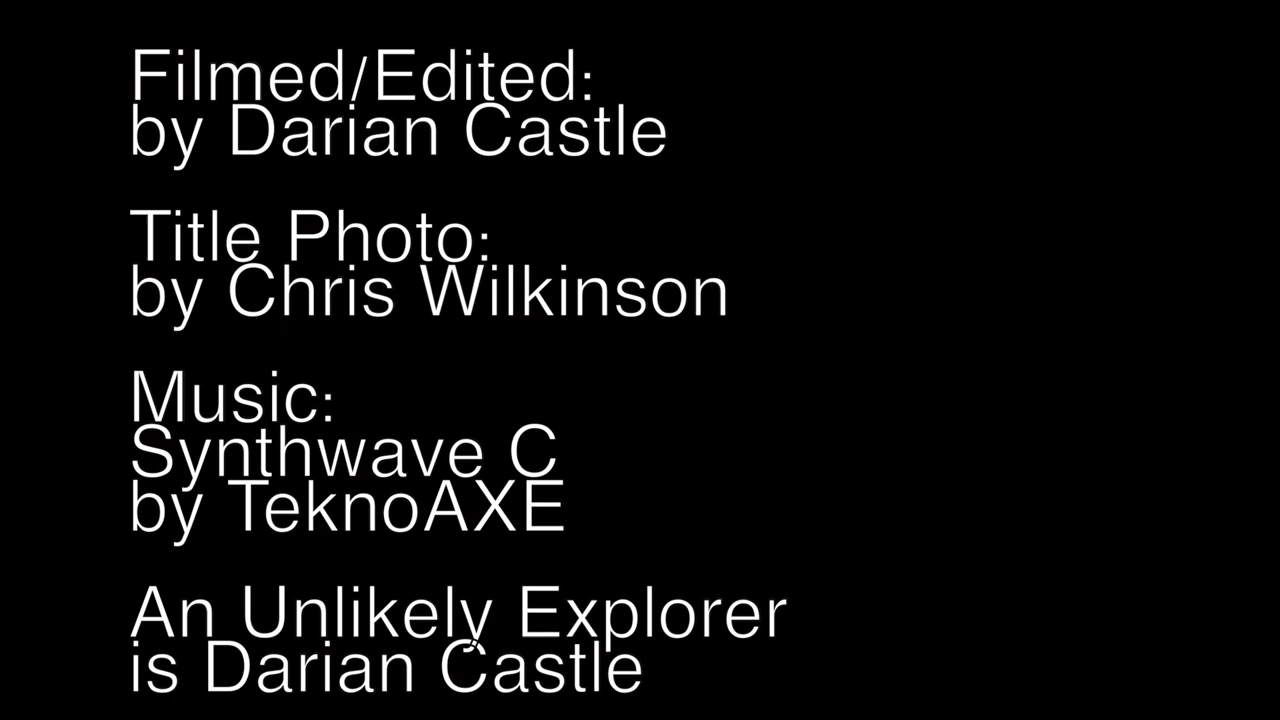 Filmed/Edited:
by Darian Castle
Title Photo:
by Chris Wilkinson
Music:
Synthwave C
by TeknoAXE
An Unlikely Explorer
is Darian Castle